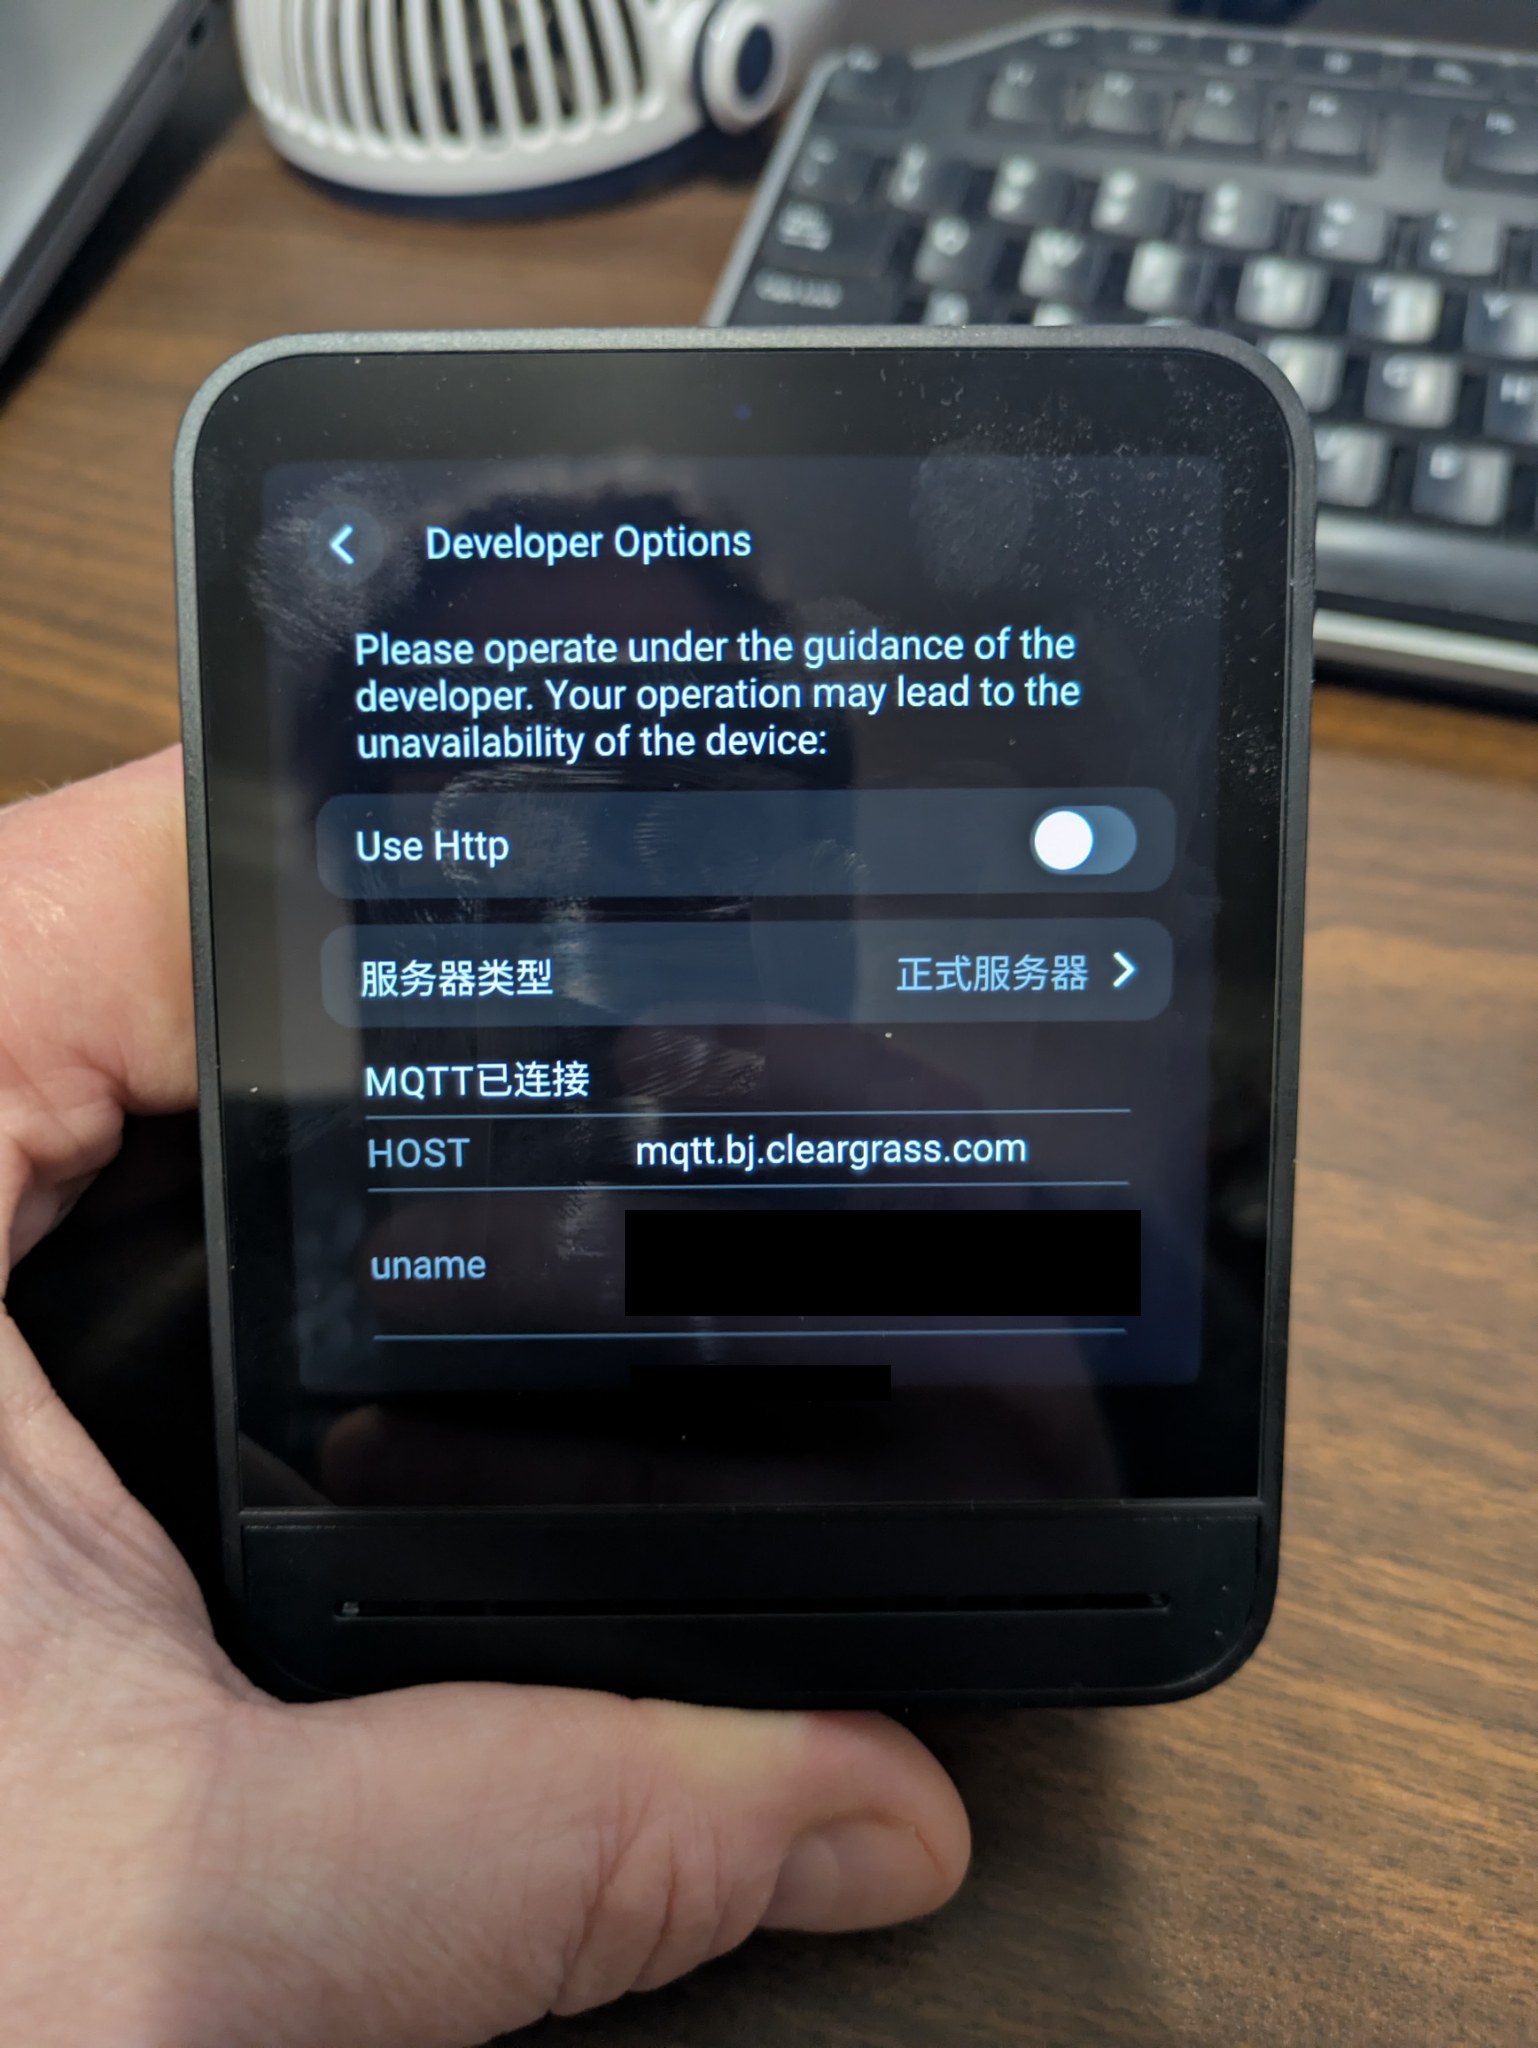 Developer Options
Please operate under the guidance of the
developer. Your operation may lead to the
unavailability of the device:
Use Http
服务器类型 正式服务器
MQTT已连接
HOST mqtt.bj.cleargrass.com
uname